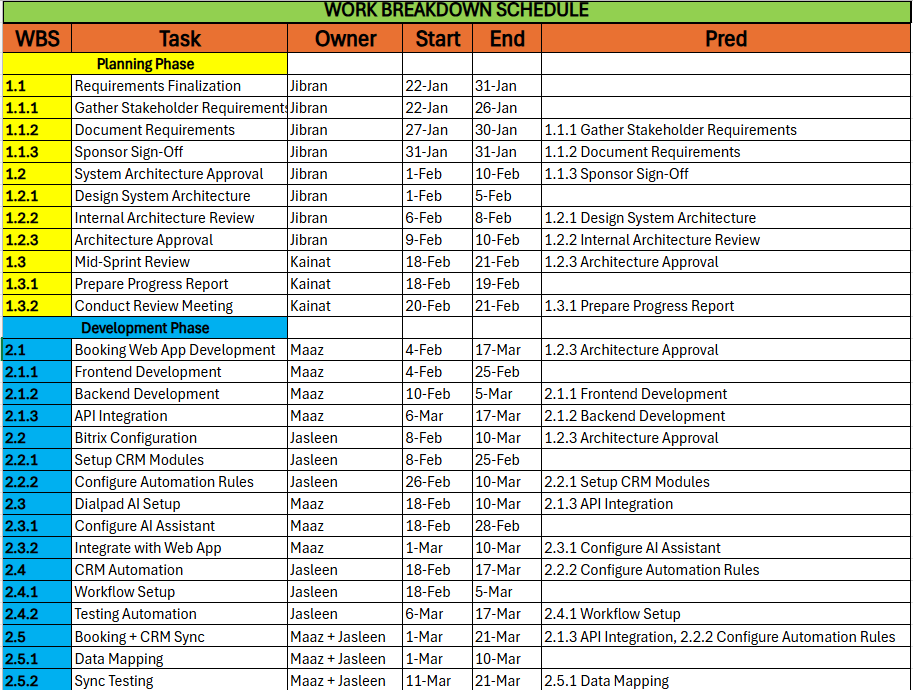 WORK BREAKDOWN SCHEDULE
WBS Task Owner Start End Pred
Planning Phase
1.1 Requirements Finalization Jibran 22-Jan 31-Jan
1.1.1 Gather Stakeholder Requirements Jibran 22-Jan 26-Jan
1.1.2 Document Requirements Jibran 27-Jan 30-Jan 1.1.1 Gather Stakeholder Requirements
1.1.3 Sponsor Sign-Off Jibran 31-Jan 31-Jan 1.1.2 Document Requirements
1.2 System Architecture Approval Jibran 1-Feb 10-Feb 1.1.3 Sponsor Sign-Off
1.2.1 Design System Architecture Jibran 1-Feb 5-Feb
1.2.2 Internal Architecture Review Jibran 6-Feb 8-Feb 1.2.1 Design System Architecture
1.2.3 Architecture Approval Jibran 9-Feb 10-Feb 1.2.2 Internal Architecture Review
1.3 Mid-Sprint Review Kainat 18-Feb 21-Feb 1.2.3 Architecture Approval
1.3.1 Prepare Progress Report Kainat 18-Feb 19-Feb
1.3.2 Conduct Review Meeting Kainat 20-Feb 21-Feb 1.3.1 Prepare Progress Report
Development Phase
2.1 Booking Web App Development Maaz 4-Feb 17-Mar 1.2.3 Architecture Approval
2.1.1 Frontend Development Maaz 4-Feb 25-Feb
2.1.2 Backend Development Maaz 10-Feb 5-Mar 2.1.1 Frontend Development
2.1.3 API Integration Maaz 6-Mar 17-Mar 2.1.2 Backend Development
2.2 Bitrix Configuration Jasleen 8-Feb 10-Mar 1.2.3 Architecture Approval
2.2.1 Setup CRM Modules Jasleen 8-Feb 25-Feb
2.2.2 Configure Automation Rules Jasleen 26-Feb 10-Mar 2.2.1 Setup CRM Modules
2.3 Dialpad AI Setup Maaz 18-Feb 10-Mar 2.1.3 API Integration
2.3.1 Configure AI Assistant Maaz 18-Feb 28-Feb
2.3.2 Integrate with Web App Maaz 1-Mar 10-Mar 2.3.1 Configure AI Assistant
2.4 CRM Automation Jasleen 18-Feb 17-Mar 2.2.2 Configure Automation Rules
2.4.1 Workflow Setup Jasleen 18-Feb 5-Mar
2.4.2 Testing Automation Jasleen 6-Mar 17-Mar 2.4.1 Workflow Setup
2.5 Booking + CRM Sync Maaz + Jasleen 1-Mar 21-Mar 2.1.3 API Integration, 2.2.2 Configure Automation Rules
2.5.1 Data Mapping Maaz + Jasleen 1-Mar 10-Mar
2.5.2 Sync Testing Maaz + Jasleen 11-Mar 21-Mar 2.5.1 Data Mapping